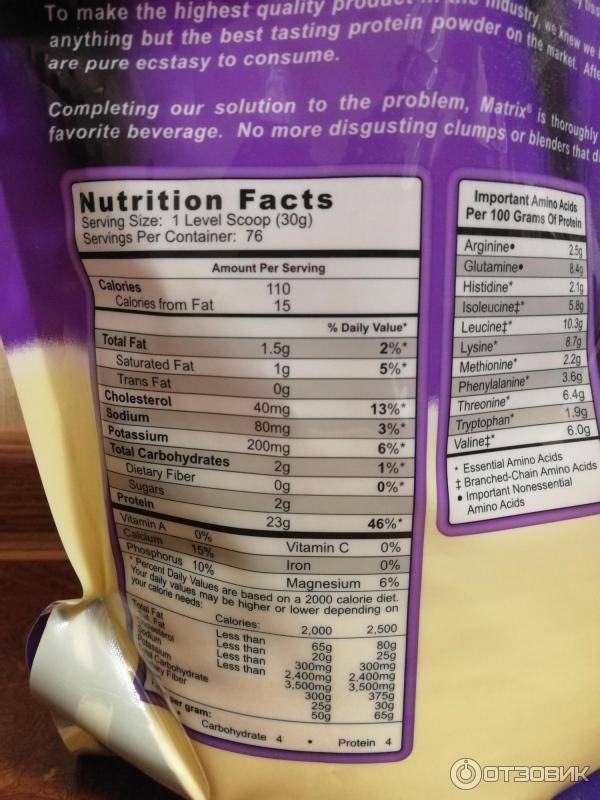 To make the highest quality industry, we knew we
anything but the best tasting protein powder on the market. Afte
are pure ecstasy to consume.
Completing our solution to the problem, Matrix® is thoroughly
favorite beverage. No more disgusting clumps or blenders that d
Nutrition Facts
Serving Size: 1 Level Scoop (30g)
Servings Per Container: 76
Amount Per Serving
Calories 110
Calories from Fat 15
% Daily Value*
Total Fat 1.5g 2%*
Saturated Fat 1g 5%*
Trans Fat 0g
Cholesterol 40mg 13%*
Sodium 80mg 3%*
Potassium 200mg 6%*
Total Carbohydrates 2g 1%*
Dietary Fiber 0g 0%*
Sugars 2g
Protein 23g 46%*
Vitamin A 0% Vitamin C 0%
Calcium 15% Iron 0%
Phosphorus 10% Magnesium 6%
* Percent Daily Values are based on a 2000 calorie diet.
Your daily values may be higher or lower depending on
your calorie needs:
Calories: 2,000 2,500
Total Fat Less than 65g 80g
Sat. Fat Less than 20g 25g
Cholesterol Less than 300mg 300mg
Sodium Less than 2,400mg 2,400mg
Potassium 3,500mg 3,500mg
Carbohydrate 300g 375g
Fiber 25g 30g
50g 65g
per gram:
Carbohydrate 4 • Protein 4
Important Amino Acids
Per 100 Grams Of Protein
Arginine• 2.5g
Glutamine• 8.4g
Histidine* 2.1g
Isoleucine‡* 5.8g
Leucine‡* 10.3g
Lysine* 8.7g
Methionine* 2.2g
Phenylalanine* 3.6g
Threonine* 6.4g
Tryptophan* 1.9g
Valine‡* 6.0g
* Essential Amino Acids
‡ Branched-Chain Amino Acids
• Important Nonessential
Amino Acids
ОТЗОВИК